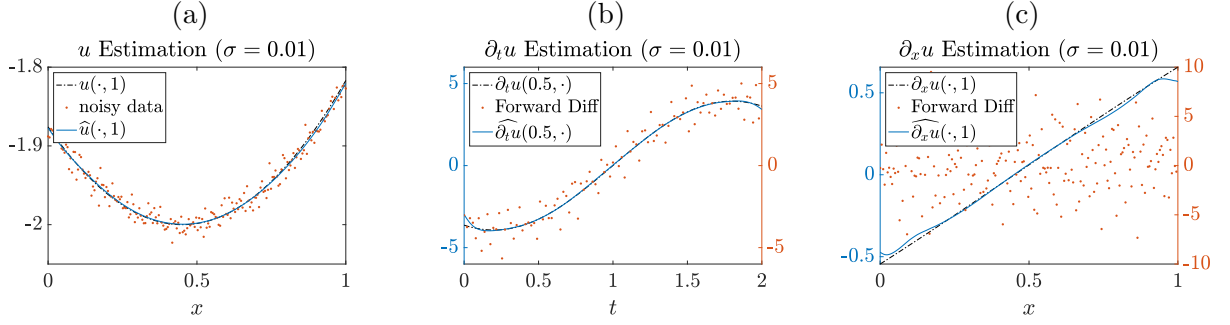 (a)
u Estimation (σ = 0.01)
-1.8
-1.9
-2
u(·, 1)
noisy data
û(·, 1)
0
0.5
1
x
(b)
∂ₜu Estimation (σ = 0.01)
5
0
-5
∂ₜu(0.5, ·)
Forward Diff
\widehat{∂ₜu}(0.5, ·)
5
0
-5
0
0.5
1
1.5
2
t
(c)
∂ₓu Estimation (σ = 0.01)
0.5
0
-0.5
∂ₓu(·, 1)
Forward Diff
\widehat{∂ₓu}(·, 1)
10
5
0
-5
-10
0
0.5
1
x